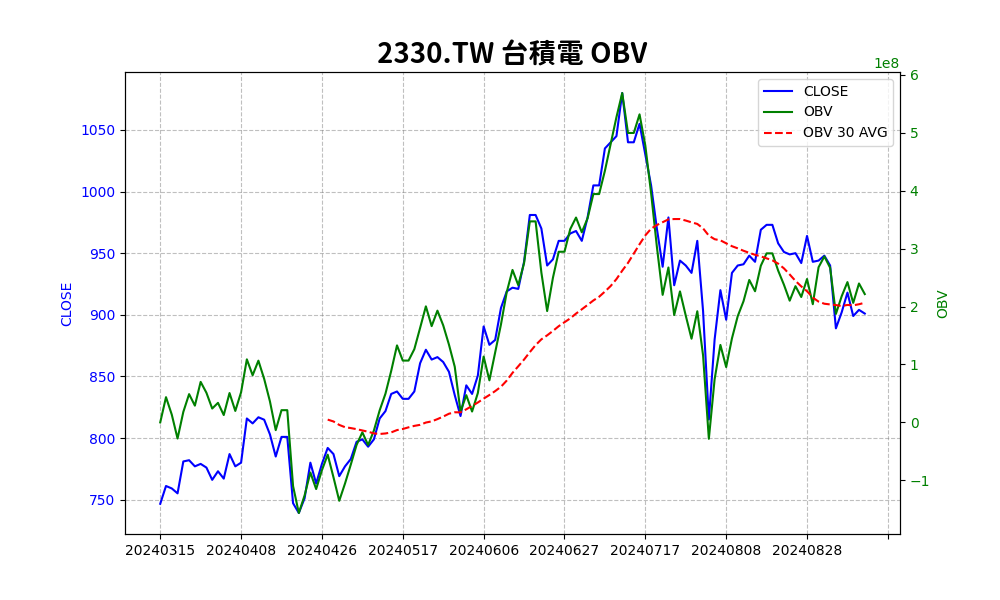 2330.TW 台積電 OBV
1e8
CLOSE
OBV
OBV 30 AVG
1050
1000
950
900
850
800
750
CLOSE
6
5
4
3
2
1
0
−1
OBV
20240315 20240408 20240426 20240517 20240606 20240627 20240717 20240808 20240828